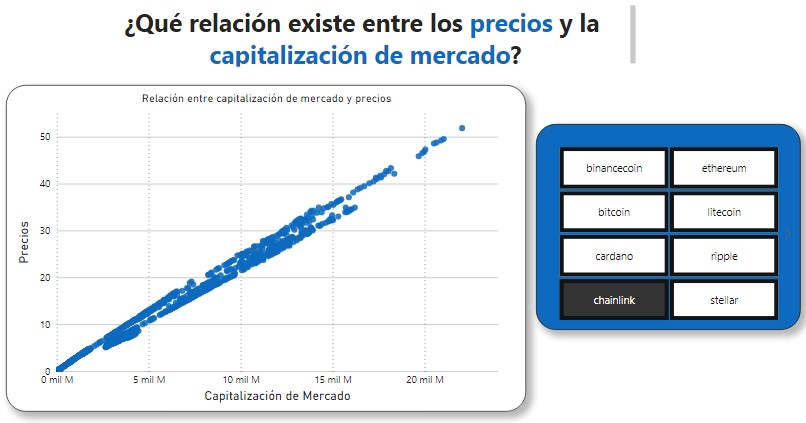 ¿Qué relación existe entre los precios y la
capitalización de mercado?
Relación entre capitalización de mercado y precios
Precios
50
40
30
20
10
0
0 mil M 5 mil M 10 mil M 15 mil M 20 mil M
Capitalización de Mercado
binancecoin ethereum
bitcoin litecoin
cardano ripple
chainlink stellar